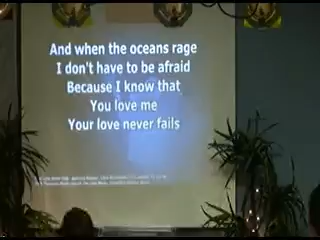 And when the oceans rage
I don't have to be afraid
Because I know that
You love me
Your love never fails